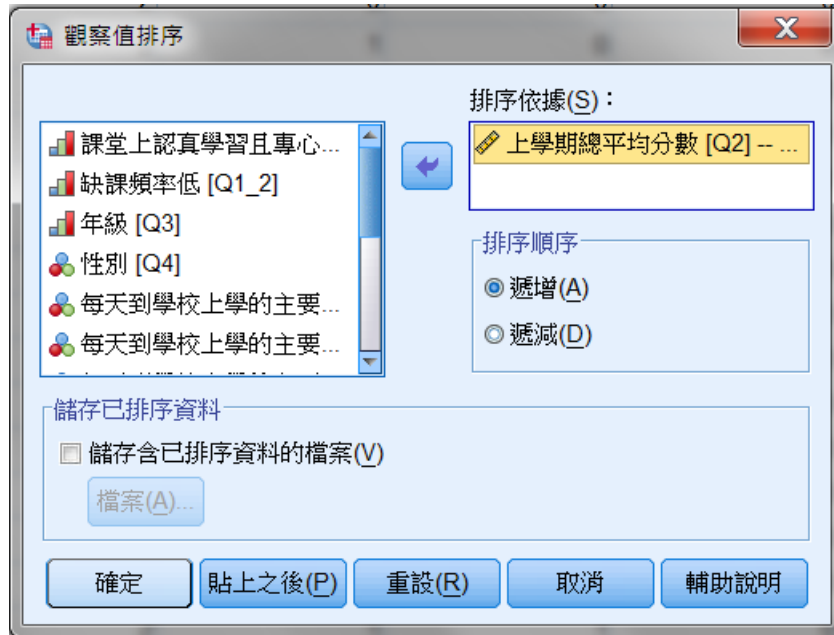 觀察值排序
排序依據(S)：
課堂上認真學習且專心...
缺課頻率低 [Q1_2]
年級 [Q3]
性別 [Q4]
每天到學校上學的主要...
每天到學校上學的主要...
上學期總平均分數 [Q2] -- ...
排序順序
遞增(A)
遞減(D)
儲存已排序資料
儲存含已排序資料的檔案(V)
檔案(A)...
確定
貼上之後(P)
重設(R)
取消
輔助說明